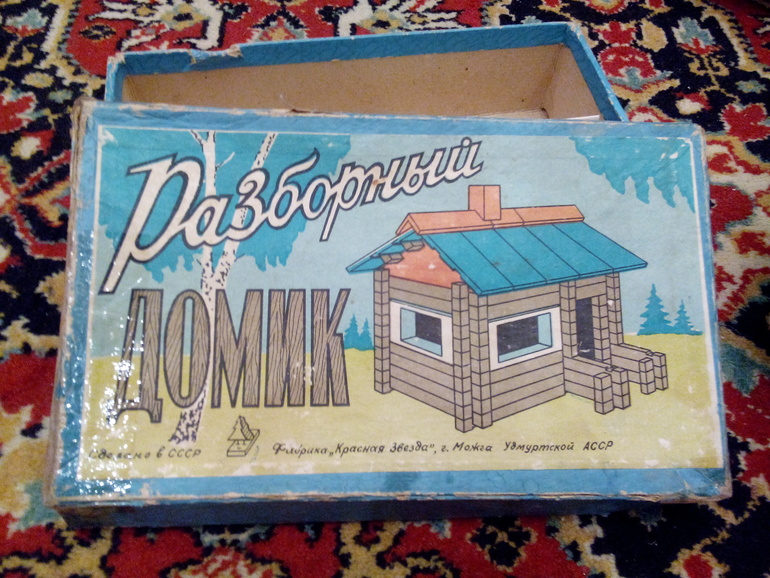 Разборный
ДОМИК
Сделано в СССР
Фабрика „Красная Звезда", г. Можга Удмуртской АССР